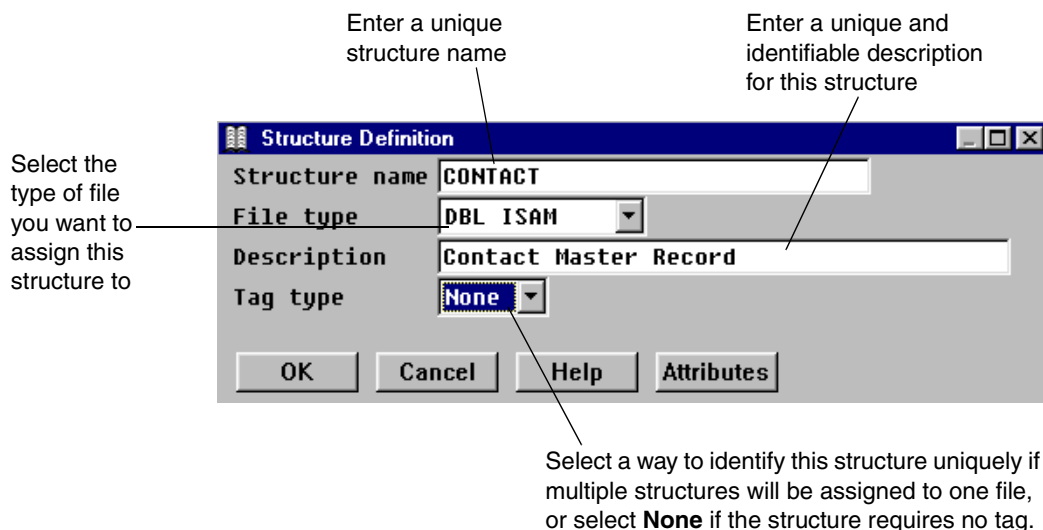 Enter a unique
structure name
Enter a unique and
identifiable description
for this structure
Select the
type of file
you want to
assign this
structure to
Structure Definition
Structure name CONTACT
File type DBL ISAM
Description Contact Master Record
Tag type None
OK Cancel Help Attributes
Select a way to identify this structure uniquely if
multiple structures will be assigned to one file,
or select None if the structure requires no tag.